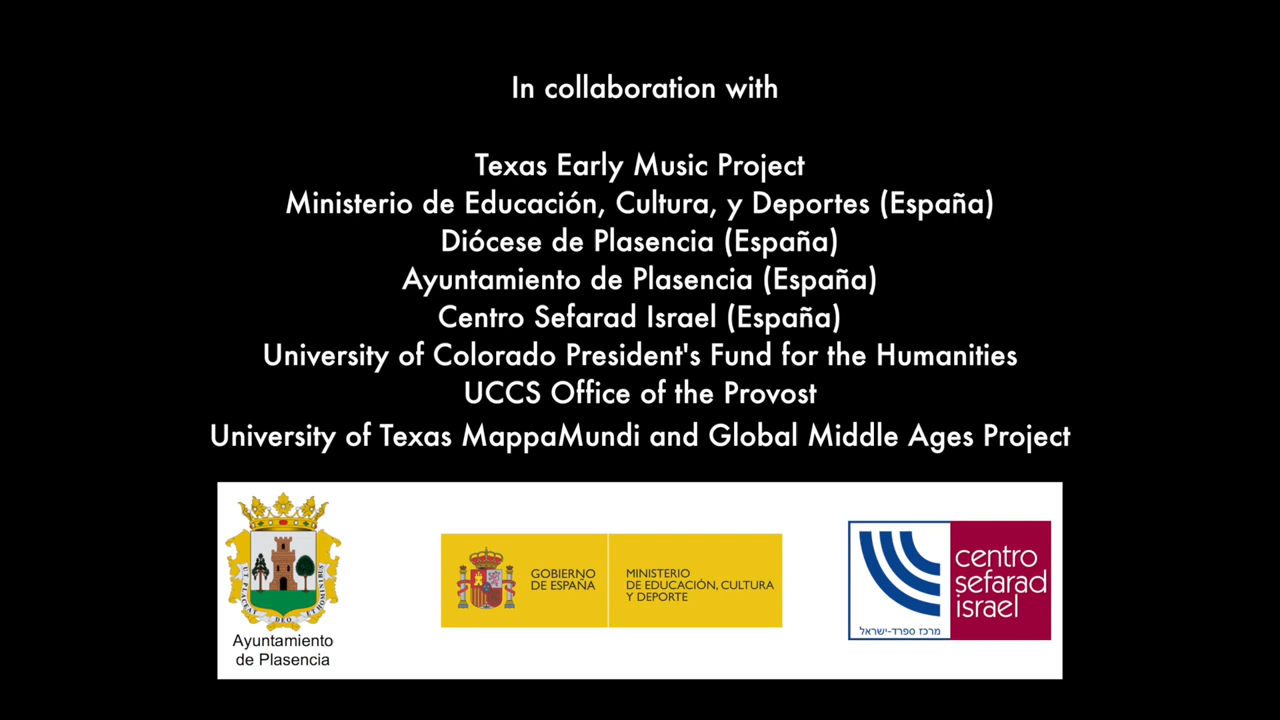 In collaboration with
Texas Early Music Project
Ministerio de Educación, Cultura, y Deportes (España)
Diócese de Plasencia (España)
Ayuntamiento de Plasencia (España)
Centro Sefarad Israel (España)
University of Colorado President's Fund for the Humanities
UCCS Office of the Provost
University of Texas MappaMundi and Global Middle Ages Project
Ayuntamiento
de Plasencia
GOBIERNO
DE ESPAÑA
MINISTERIO
DE EDUCACIÓN, CULTURA
Y DEPORTE
centro
sefarad
israel
מרכז ספרד-ישראל